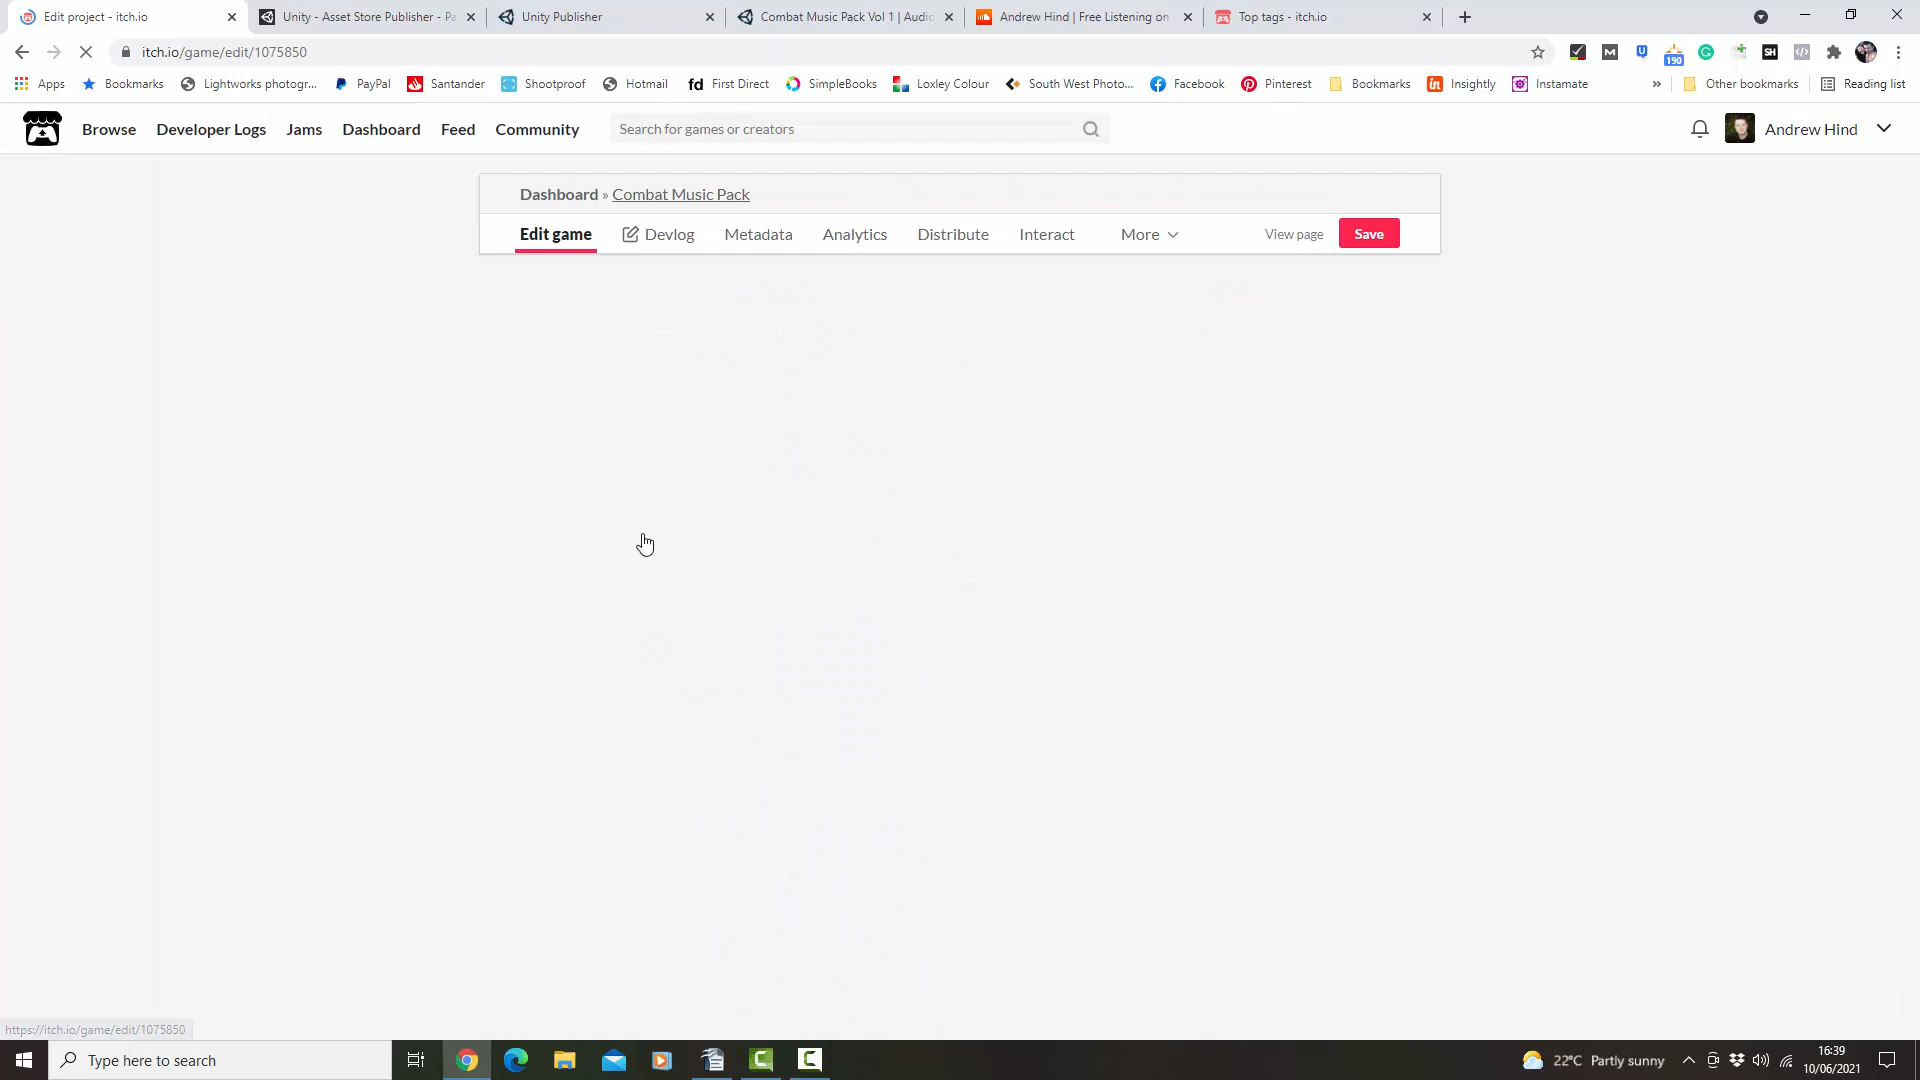 Edit project - itch.io
Unity - Asset Store Publisher - Pa
Unity Publisher
Combat Music Pack Vol 1 | Audio
Andrew Hind | Free Listening on
Top tags - itch.io
itch.io/game/edit/1075850
190
SH
Apps
Bookmarks
Lightworks photogr...
PayPal
Santander
Shootproof
Hotmail
fd First Direct
SimpleBooks
Loxley Colour
South West Photo...
Facebook
Pinterest
Bookmarks
Insightly
Instamate
»
Other bookmarks
Reading list
Browse
Developer Logs
Jams
Dashboard
Feed
Community
Search for games or creators
Andrew Hind
Dashboard » Combat Music Pack
Edit game
Devlog
Metadata
Analytics
Distribute
Interact
More
View page
Save
https://itch.io/game/edit/1075850
Type here to search
22°C Partly sunny
16:39
10/06/2021